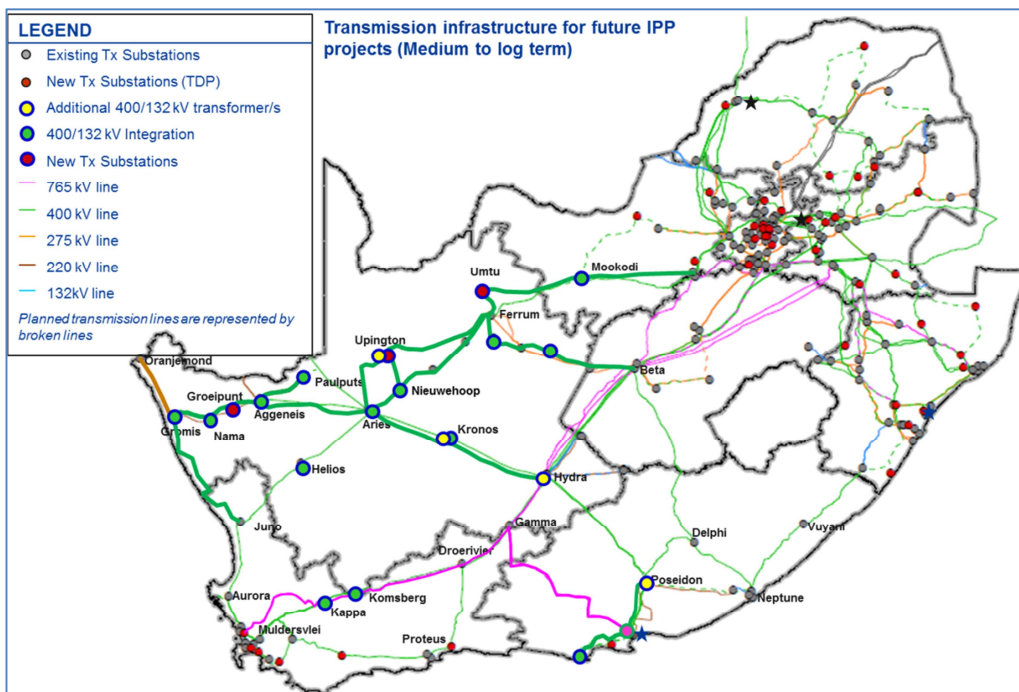 LEGEND
Existing Tx Substations
New Tx Substations (TDP)
Additional 400/132 kV transformer/s
400/132 kV Integration
New Tx Substations
765 kV line
400 kV line
275 kV line
220 kV line
132kV line
Planned transmission lines are represented by
broken lines
Transmission infrastructure for future IPP
projects (Medium to log term)
Umtu
Mookodi
Ferrum
Upington
Oranjemond
Paulputs
Nieuwehoop
Beta
Groeipunt
Aggeneis
Gromis
Nama
Aries
Kronos
Helios
Hydra
Juno
Gamma
Vuyani
Delphi
Droerivier
Poseidon
Aurora
Komsberg
Neptune
Kappa
Muldersvlei
Proteus